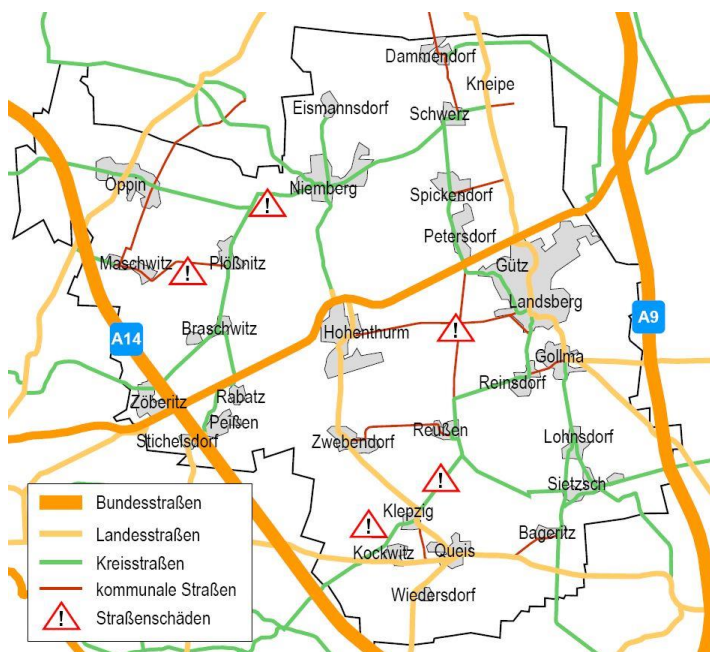 Dammendorf
Kneipe
Eismannsdorf
Schwerz
Oppin
Niemberg
Spickendorf
Petersdorf
Maschwitz
Plößnitz
Gütz
Landsberg
A9
Braschwitz
Hohenthurm
A14
Gollma
Reinsdorf
Zöberitz
Rabatz
Peißen
Stichelsdorf
Zwebendorf
Reußen
Lohnsdorf
Sietzsch
Klepzig
Bageritz
Kockwitz
Queis
Wiedersdorf
Bundesstraßen
Landesstraßen
Kreisstraßen
kommunale Straßen
! Straßenschäden
!
!
!
!
!